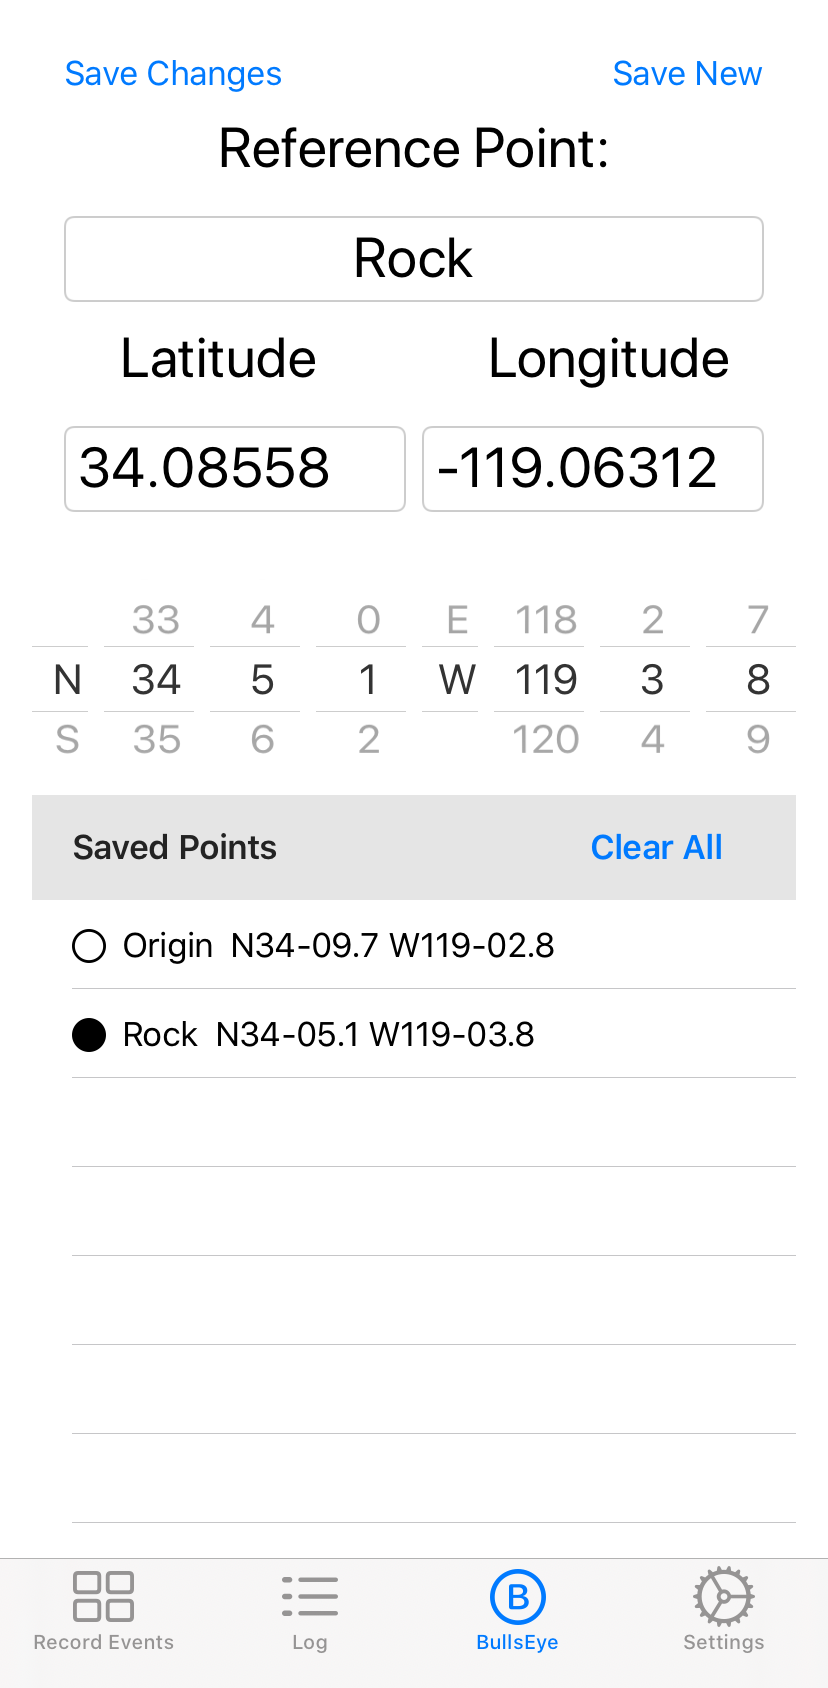 Save Changes Save New
Reference Point:
Rock
Latitude Longitude
34.08558 -119.06312
33 4 0 E 118 2 7
N 34 5 1 W 119 3 8
S 35 6 2 120 4 9
Saved Points Clear All
Origin N34-09.7 W119-02.8
Rock N34-05.1 W119-03.8
B
Record Events Log BullsEye Settings